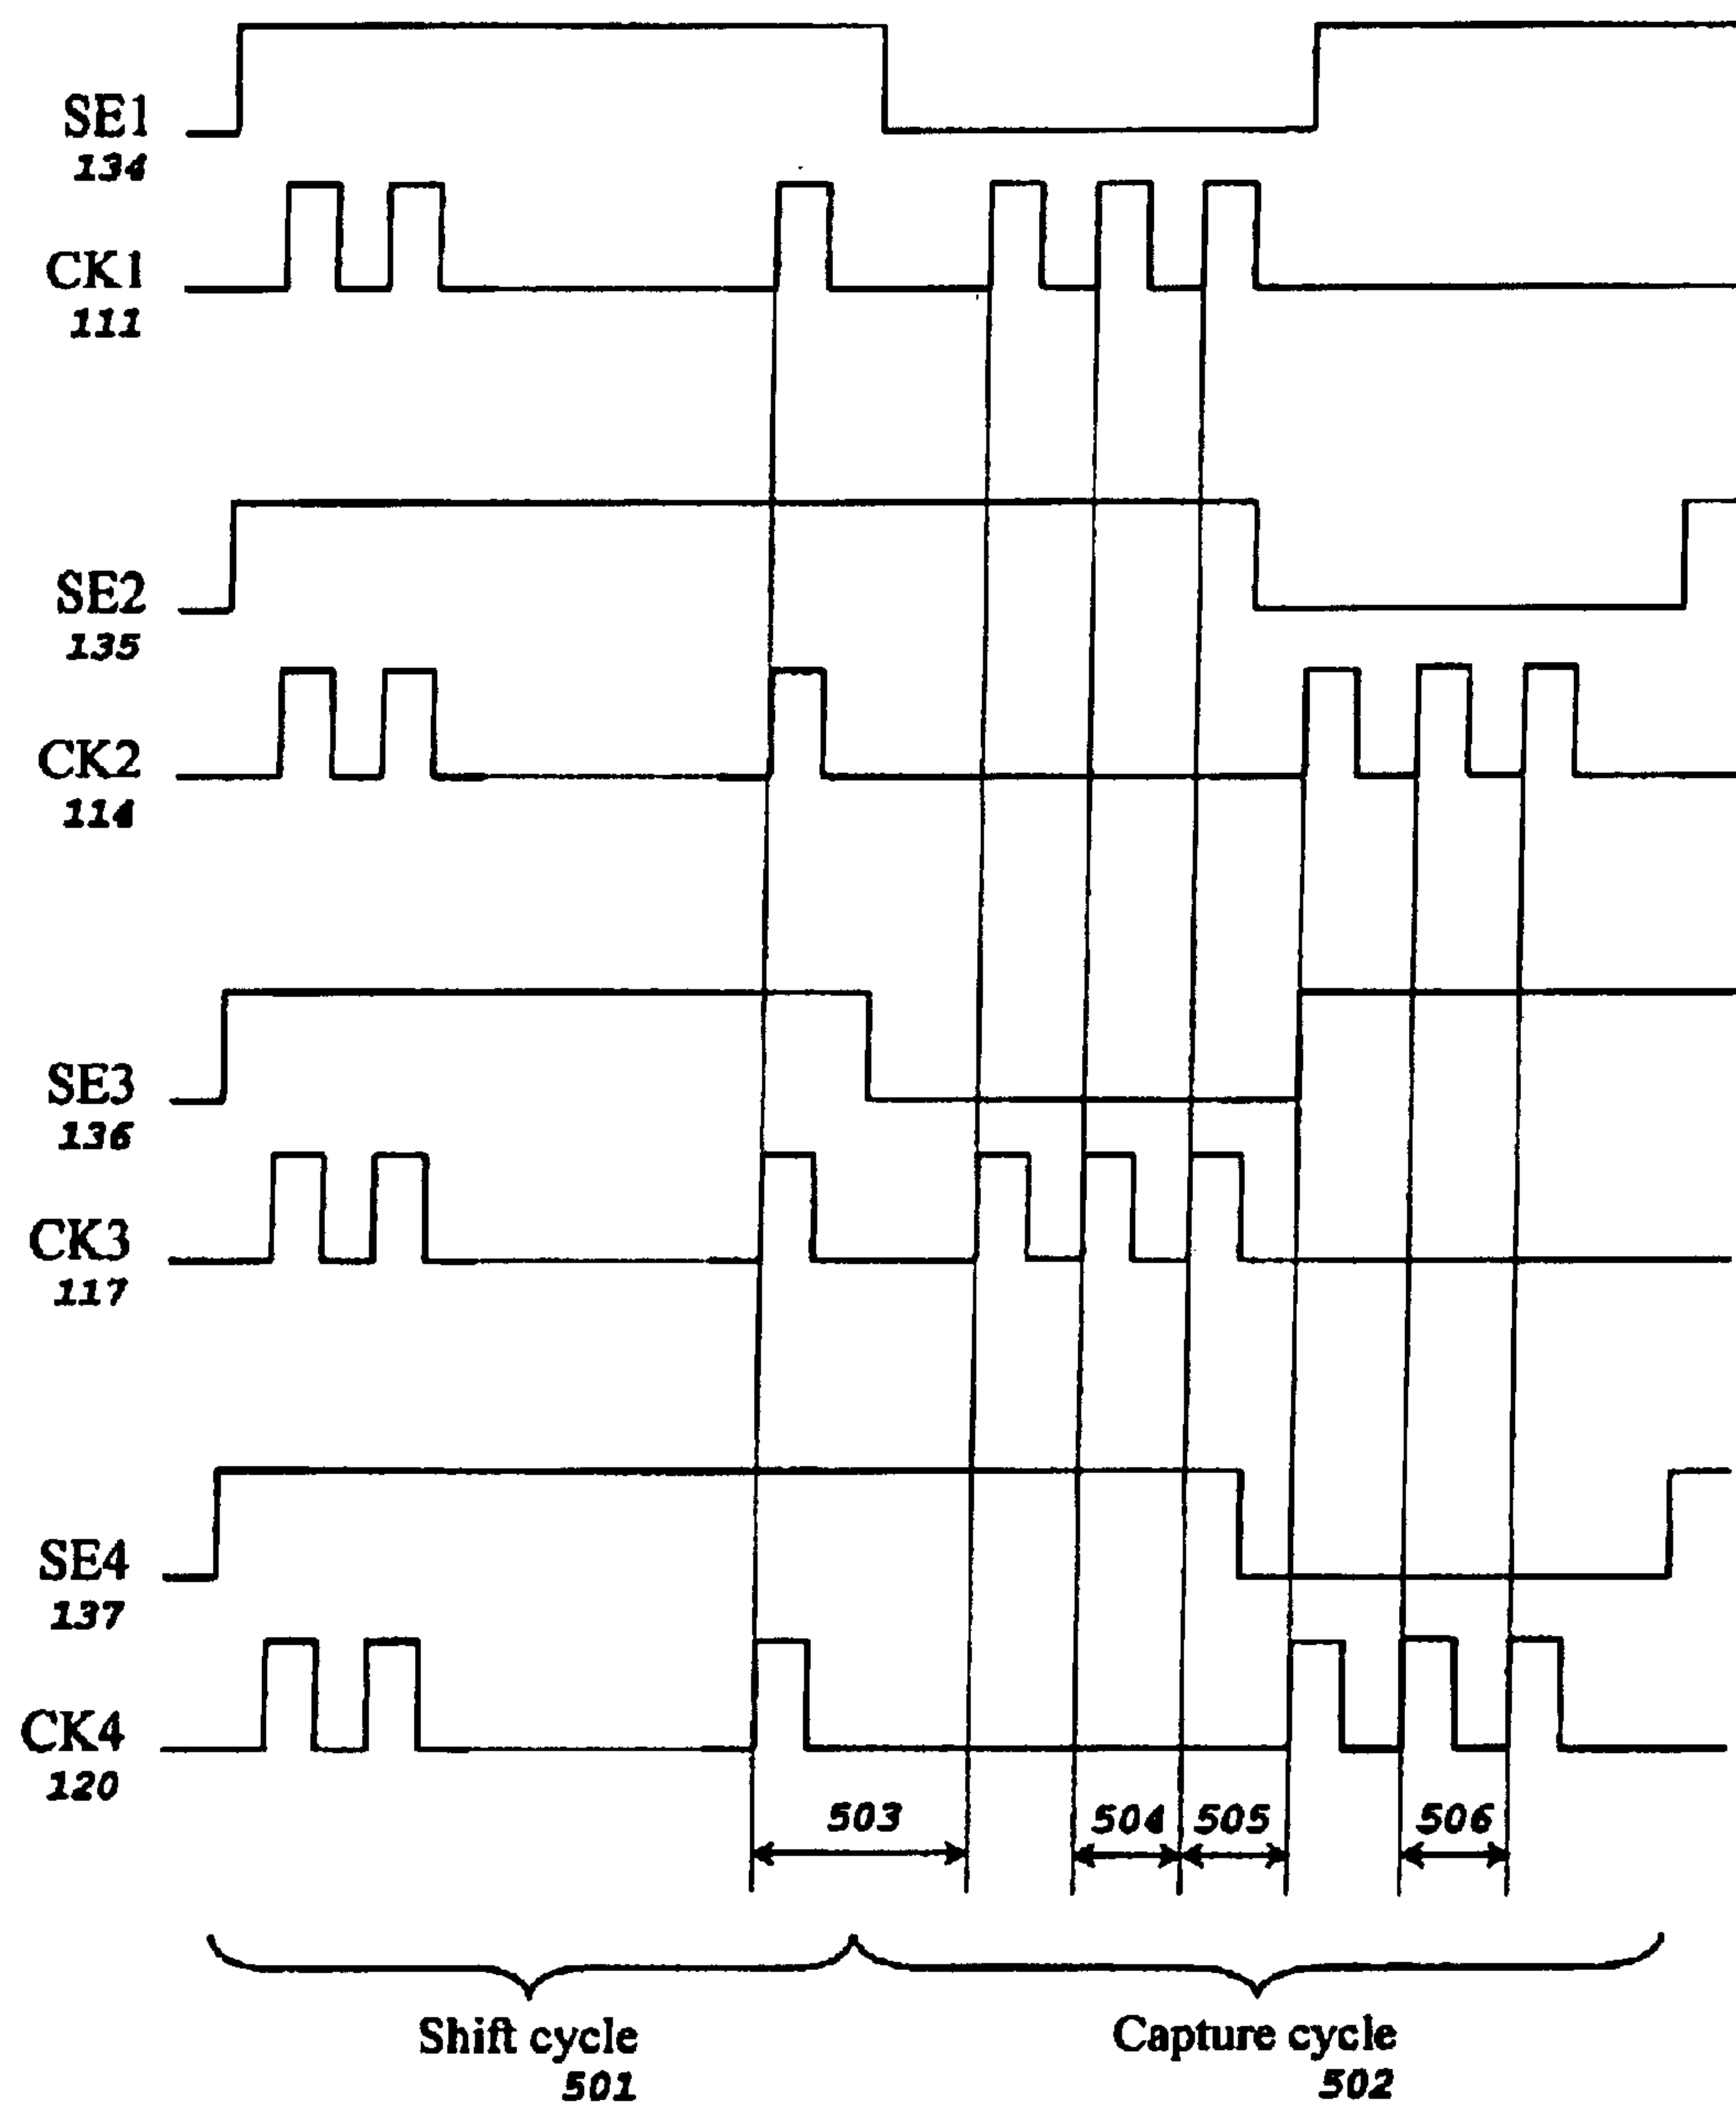 SE1
134
CK1
111
SE2
135
CK2
114
SE3
136
CK3
117
SE4
137
CK4
120
503
504
505
506
Shift cycle
501
Capture cycle
502